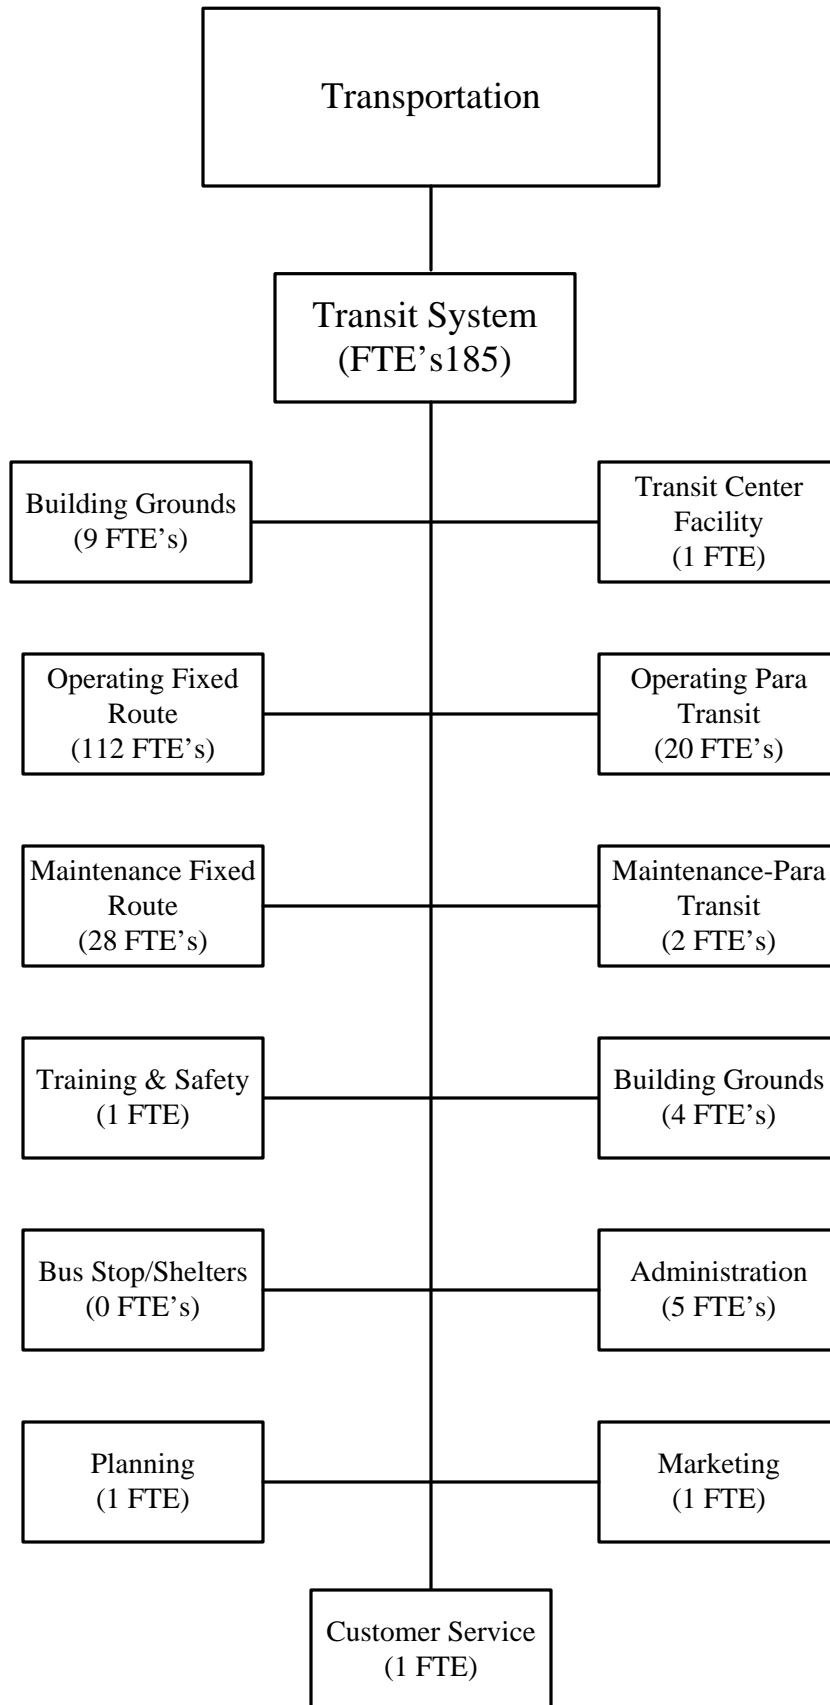 Transportation
Transit System
(FTE’s185)
Building Grounds
(9 FTE’s)
Transit Center
Facility
(1 FTE)
Operating Fixed
Route
(112 FTE’s)
Operating Para
Transit
(20 FTE’s)
Maintenance Fixed
Route
(28 FTE’s)
Maintenance-Para
Transit
(2 FTE’s)
Training & Safety
(1 FTE)
Building Grounds
(4 FTE’s)
Bus Stop/Shelters
(0 FTE’s)
Administration
(5 FTE’s)
Planning
(1 FTE)
Marketing
(1 FTE)
Customer Service
(1 FTE)